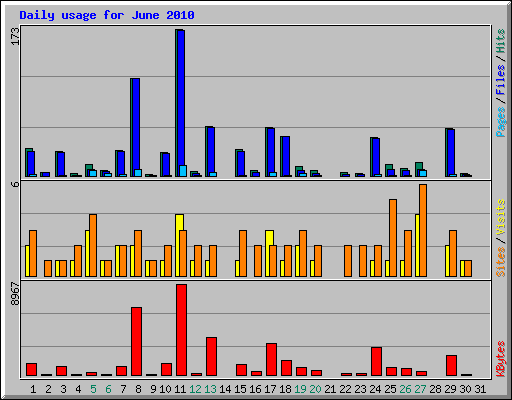 Daily usage for June 2010
173
Pages / Files / Hits
6
Sites / Visits
8967
KBytes
1 2 3 4 5 6 7 8 9 10 11 12 13 14 15 16 17 18 19 20 21 22 23 24 25 26 27 28 29 30 31